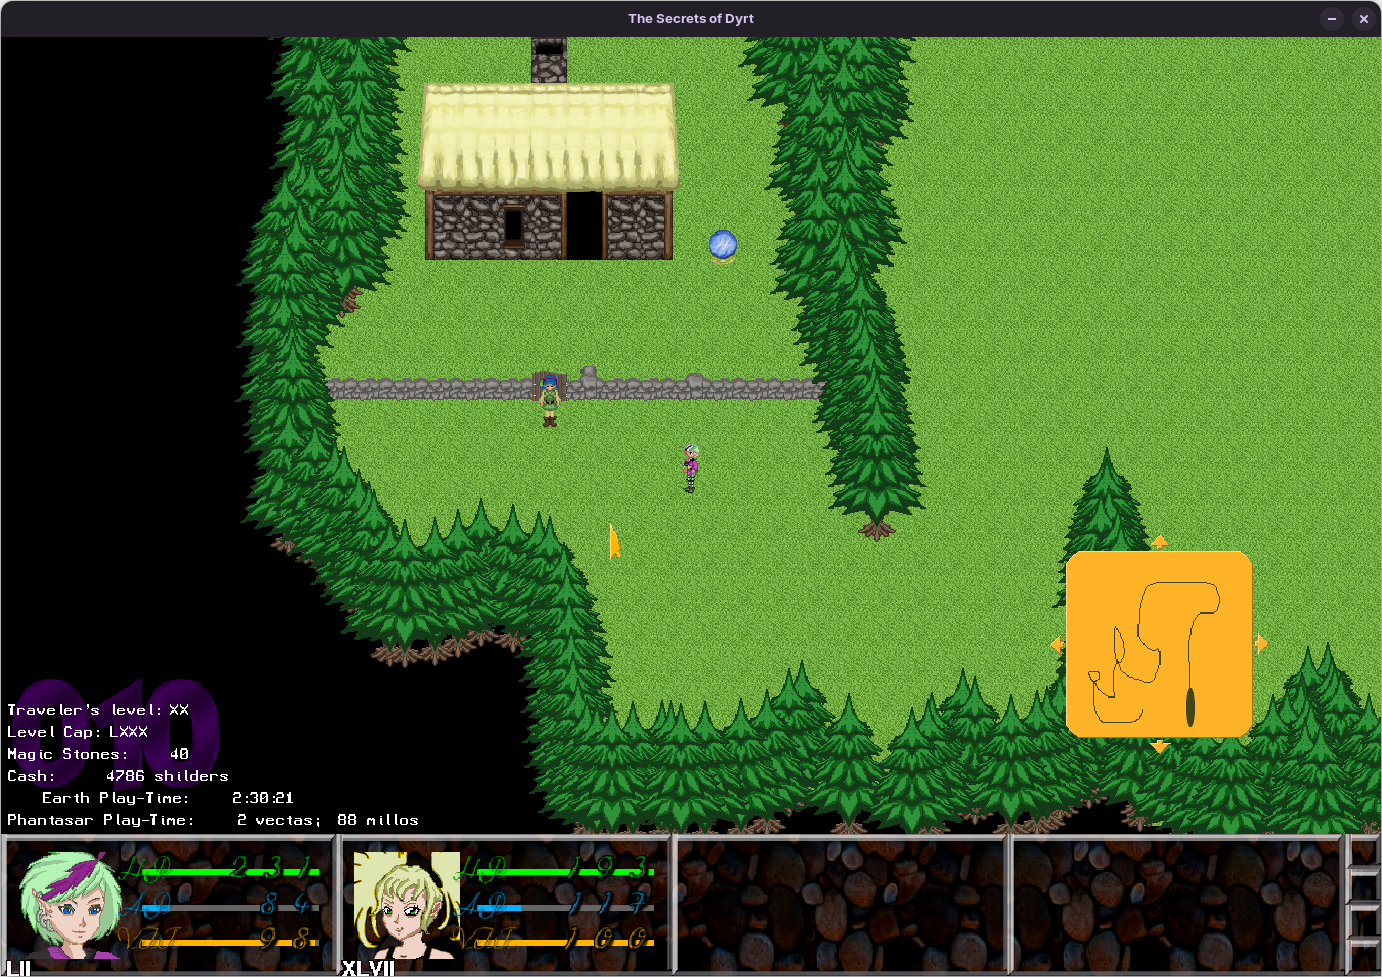 The Secrets of Dyrt
010
Traveler's level: XX
Level Cap: LXXX
Magic Stones: 40
Cash: 4786 shilders
Earth Play-Time: 2:30:21
Phantasar Play-Time: 2 vectas; 88 millos
HP 231
AP 84
Vit 98
LII
HP 193
AP 117
Vit 100
XLVII